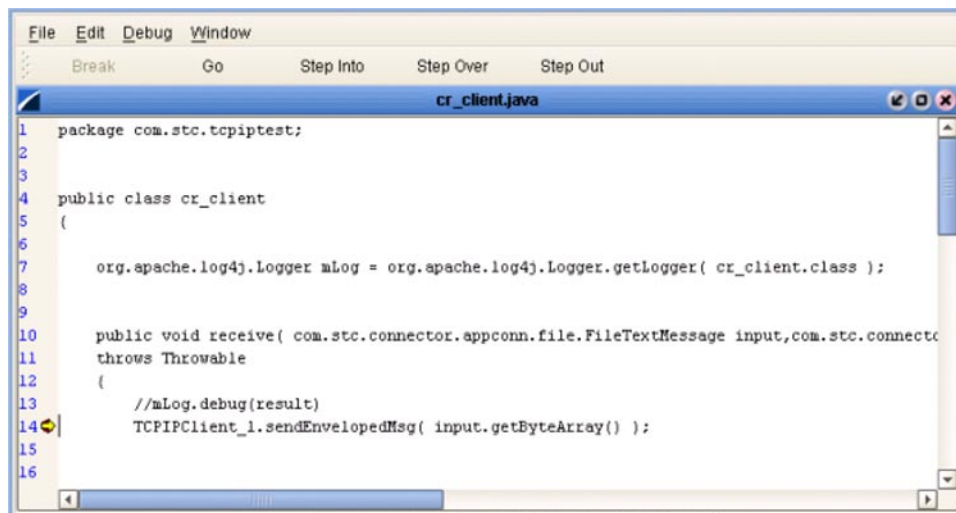 File Edit Debug Window
Break Go Step Into Step Over Step Out
cr_client.java
1 package com.stc.tcpiptest;
2
3
4 public class cr_client
5 {
6
7 org.apache.log4j.Logger mLog = org.apache.log4j.Logger.getLogger( cr_client.class );
8
9
10 public void receive( com.stc.connector.appconn.file.FileTextMessage input,com.stc.connecto
11 throws Throwable
12 {
13 //mLog.debug(result)
14 TCPIPClient_1.sendEnvelopedMsg( input.getByteArray() );
15
16